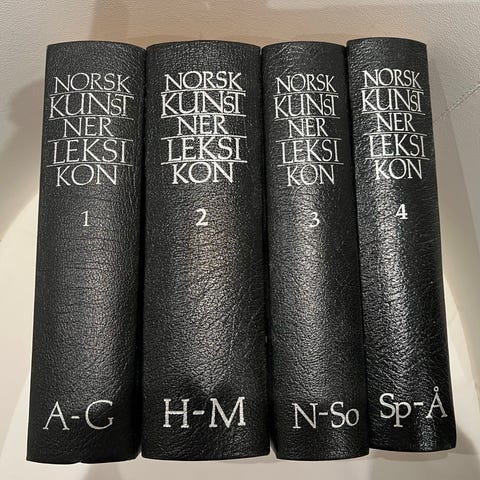 NORSK
KUNST
NER
LEKSI
KON
1
A-G
NORSK
KUNST
NER
LEKSI
KON
2
H-M
NORSK
KUNST
NER
LEKSI
KON
3
N-So
NORSK
KUNST
NER
LEKSI
KON
4
Sp-Å